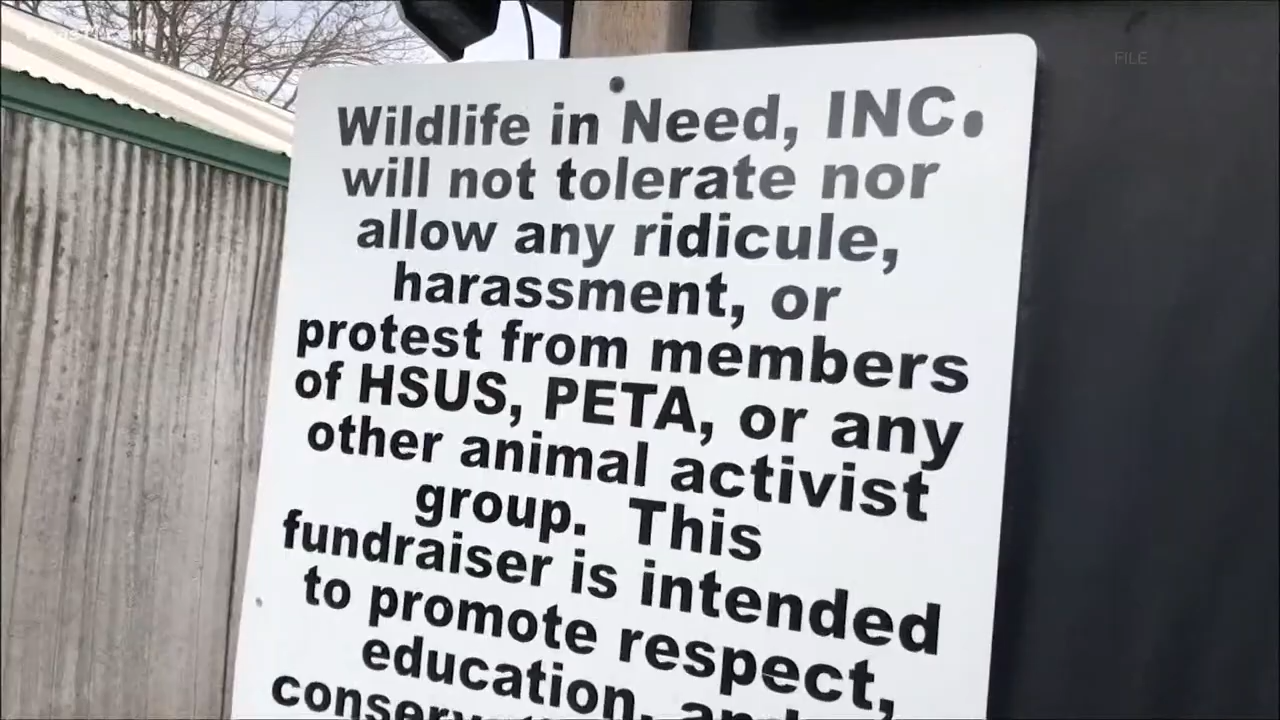 FILE
Wildlife in Need, INC.
will not tolerate nor
allow any ridicule,
harassment, or
protest from members
of HSUS, PETA, or any
other animal activist
group. This
fundraiser is intended
to promote respect,
education,